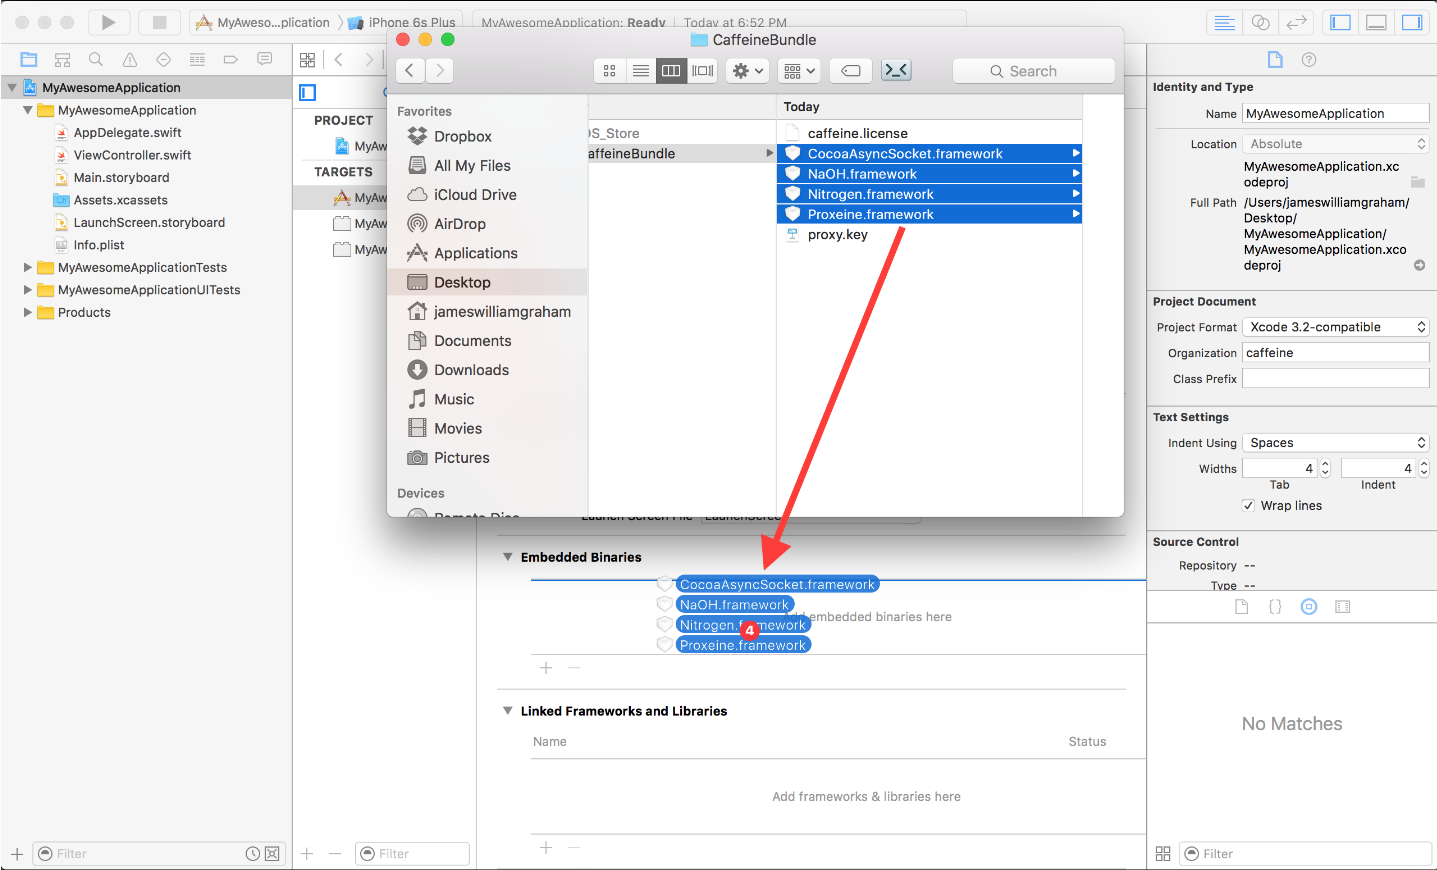 MyAweso...plication
iPhone 6s Plus
MyAwesomeApplication: Ready | Today at 6:52 PM
MyAwesomeApplication
MyAwesomeApplication
AppDelegate.swift
ViewController.swift
Main.storyboard
Assets.xcassets
LaunchScreen.storyboard
Info.plist
MyAwesomeApplicationTests
MyAwesomeApplicationUITests
Products
Filter
PROJECT
MyAw
TARGETS
MyAw
MyAw
MyAw
Filter
CaffeineBundle
Search
Favorites
Dropbox
All My Files
iCloud Drive
AirDrop
Applications
Desktop
jameswilliamgraham
Documents
Downloads
Music
Movies
Pictures
Devices
Remote Disc
OS_Store
affeineBundle
Today
caffeine.license
CocoaAsyncSocket.framework
NaOH.framework
Nitrogen.framework
Proxeine.framework
proxy.key
Launch Screen File LaunchScree
Embedded Binaries
CocoaAsyncSocket.framework
NaOH.framework
Nitrogen.framework
Proxeine.framework
4
embedded binaries here
Linked Frameworks and Libraries
Name Status
Add frameworks & libraries here
Identity and Type
Name MyAwesomeApplication
Location Absolute
MyAwesomeApplication.xc
odeproj
Full Path /Users/jameswilliamgraham/
Desktop/
MyAwesomeApplication/
MyAwesomeApplication.xco
deproj
Project Document
Project Format Xcode 3.2-compatible
Organization caffeine
Class Prefix
Text Settings
Indent Using Spaces
Widths 4 4
Tab Indent
Wrap lines
Source Control
Repository --
Type --
No Matches
Filter